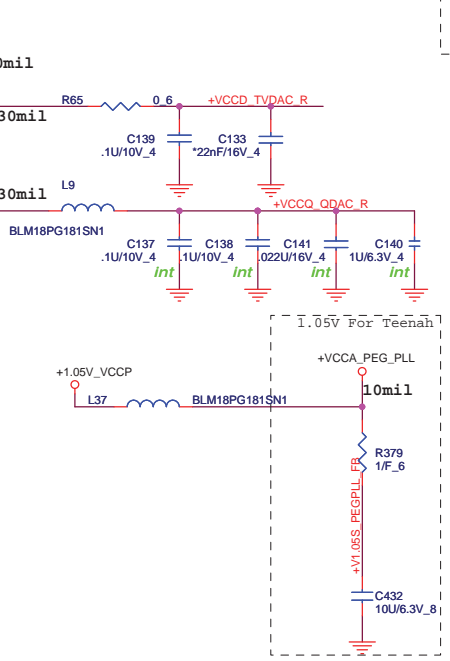 0mil
R65 0_6 +VCCD_TVDAC_R
30mil
C139 C133
.1U/10V_4 *22nF/16V_4
30mil L9
+VCCQ_QDAC_R
BLM18PG181SN1
C137 C138 C141 C140
.1U/10V_4 .1U/10V_4 .022U/16V_4 1U/6.3V_4
int int int int
1.05V For Teenah
+VCCA_PEG_PLL
+1.05V_VCCP
10mil
L37 BLM18PG181SN1
R379
1/F_6
+V1.05S_PEGPLL_FB
C432
10U/6.3V_8